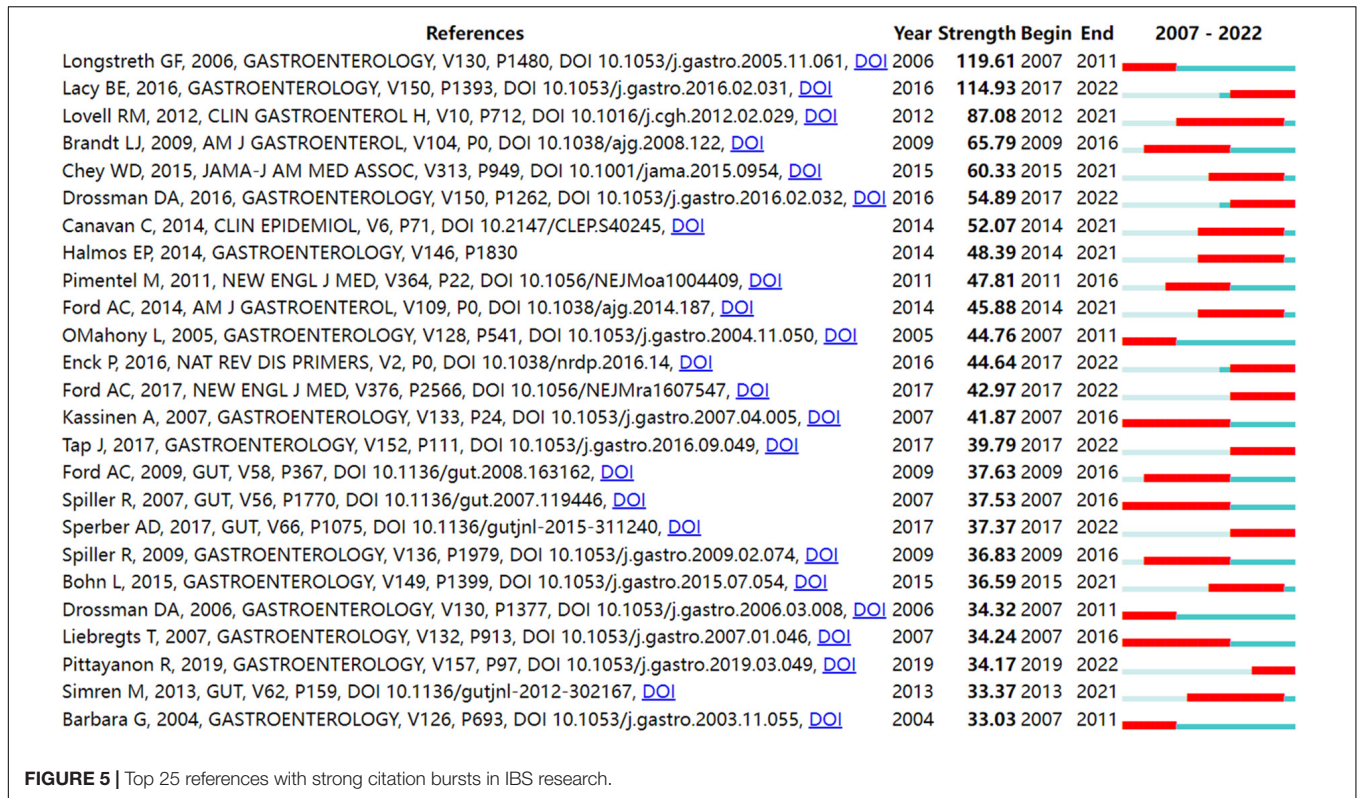 References Year Strength Begin End 2007 - 2022
Longstreth GF, 2006, GASTROENTEROLOGY, V130, P1480, DOI 10.1053/j.gastro.2005.11.061, DOI 2006 119.61 2007 2011
Lacy BE, 2016, GASTROENTEROLOGY, V150, P1393, DOI 10.1053/j.gastro.2016.02.031, DOI 2016 114.93 2017 2022
Lovell RM, 2012, CLIN GASTROENTEROL H, V10, P712, DOI 10.1016/j.cgh.2012.02.029, DOI 2012 87.08 2012 2021
Brandt LJ, 2009, AM J GASTROENTEROL, V104, P0, DOI 10.1038/ajg.2008.122, DOI 2009 65.79 2009 2016
Chey WD, 2015, JAMA-J AM MED ASSOC, V313, P949, DOI 10.1001/jama.2015.0954, DOI 2015 60.33 2015 2021
Drossman DA, 2016, GASTROENTEROLOGY, V150, P1262, DOI 10.1053/j.gastro.2016.02.032, DOI 2016 54.89 2017 2022
Canavan C, 2014, CLIN EPIDEMIOL, V6, P71, DOI 10.2147/CLEP.S40245, DOI 2014 52.07 2014 2021
Halmos EP, 2014, GASTROENTEROLOGY, V146, P1830 2014 48.39 2014 2021
Pimentel M, 2011, NEW ENGL J MED, V364, P22, DOI 10.1056/NEJMoa1004409, DOI 2011 47.81 2011 2016
Ford AC, 2014, AM J GASTROENTEROL, V109, P0, DOI 10.1038/ajg.2014.187, DOI 2014 45.88 2014 2021
OMahony L, 2005, GASTROENTEROLOGY, V128, P541, DOI 10.1053/j.gastro.2004.11.050, DOI 2005 44.76 2007 2011
Enck P, 2016, NAT REV DIS PRIMERS, V2, P0, DOI 10.1038/nrdp.2016.14, DOI 2016 44.64 2017 2022
Ford AC, 2017, NEW ENGL J MED, V376, P2566, DOI 10.1056/NEJMra1607547, DOI 2017 42.97 2017 2022
Kassinen A, 2007, GASTROENTEROLOGY, V133, P24, DOI 10.1053/j.gastro.2007.04.005, DOI 2007 41.87 2007 2016
Tap J, 2017, GASTROENTEROLOGY, V152, P111, DOI 10.1053/j.gastro.2016.09.049, DOI 2017 39.79 2017 2022
Ford AC, 2009, GUT, V58, P367, DOI 10.1136/gut.2008.163162, DOI 2009 37.63 2009 2016
Spiller R, 2007, GUT, V56, P1770, DOI 10.1136/gut.2007.119446, DOI 2007 37.53 2007 2016
Sperber AD, 2017, GUT, V66, P1075, DOI 10.1136/gutjnl-2015-311240, DOI 2017 37.37 2017 2022
Spiller R, 2009, GASTROENTEROLOGY, V136, P1979, DOI 10.1053/j.gastro.2009.02.074, DOI 2009 36.83 2009 2016
Bohn L, 2015, GASTROENTEROLOGY, V149, P1399, DOI 10.1053/j.gastro.2015.07.054, DOI 2015 36.59 2015 2021
Drossman DA, 2006, GASTROENTEROLOGY, V130, P1377, DOI 10.1053/j.gastro.2006.03.008, DOI 2006 34.32 2007 2011
Liebregts T, 2007, GASTROENTEROLOGY, V132, P913, DOI 10.1053/j.gastro.2007.01.046, DOI 2007 34.24 2007 2016
Pittayanon R, 2019, GASTROENTEROLOGY, V157, P97, DOI 10.1053/j.gastro.2019.03.049, DOI 2019 34.17 2019 2022
Simren M, 2013, GUT, V62, P159, DOI 10.1136/gutjnl-2012-302167, DOI 2013 33.37 2013 2021
Barbara G, 2004, GASTROENTEROLOGY, V126, P693, DOI 10.1053/j.gastro.2003.11.055, DOI 2004 33.03 2007 2011
FIGURE 5 | Top 25 references with strong citation bursts in IBS research.